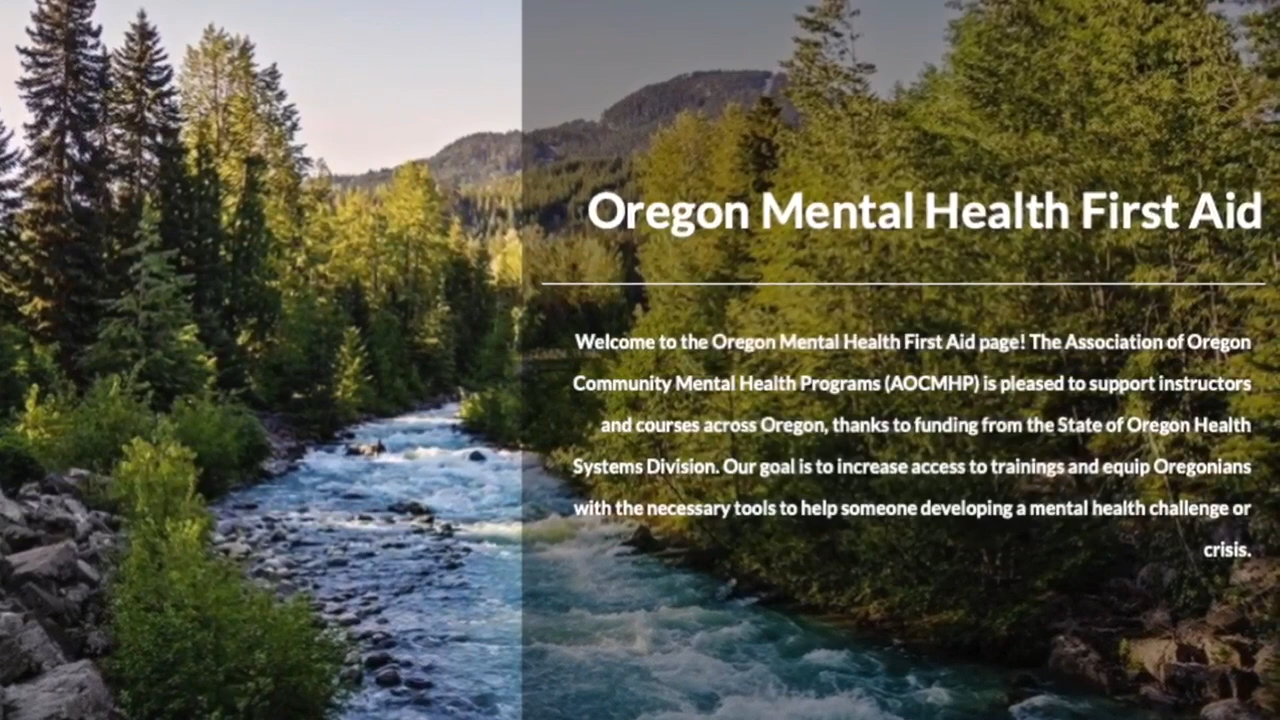 Oregon Mental Health First Aid
Welcome to the Oregon Mental Health First Aid page! The Association of Oregon
Community Mental Health Programs (AOCMHP) is pleased to support instructors
and courses across Oregon, thanks to funding from the State of Oregon Health
Systems Division. Our goal is to increase access to trainings and equip Oregonians
with the necessary tools to help someone developing a mental health challenge or
crisis.